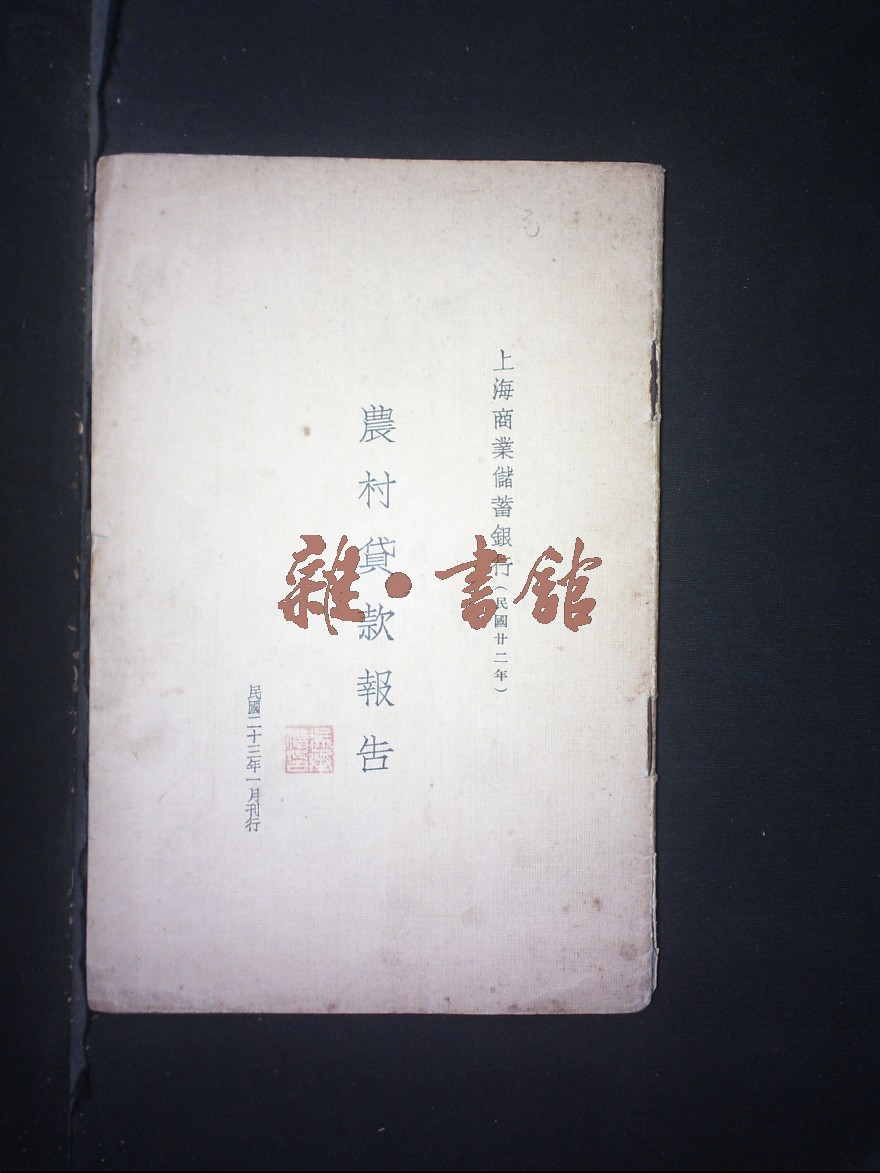 上海商業儲蓄銀行(民國廿二年)
農村貸款報告
民國二十三年一月刊行
雜·書館